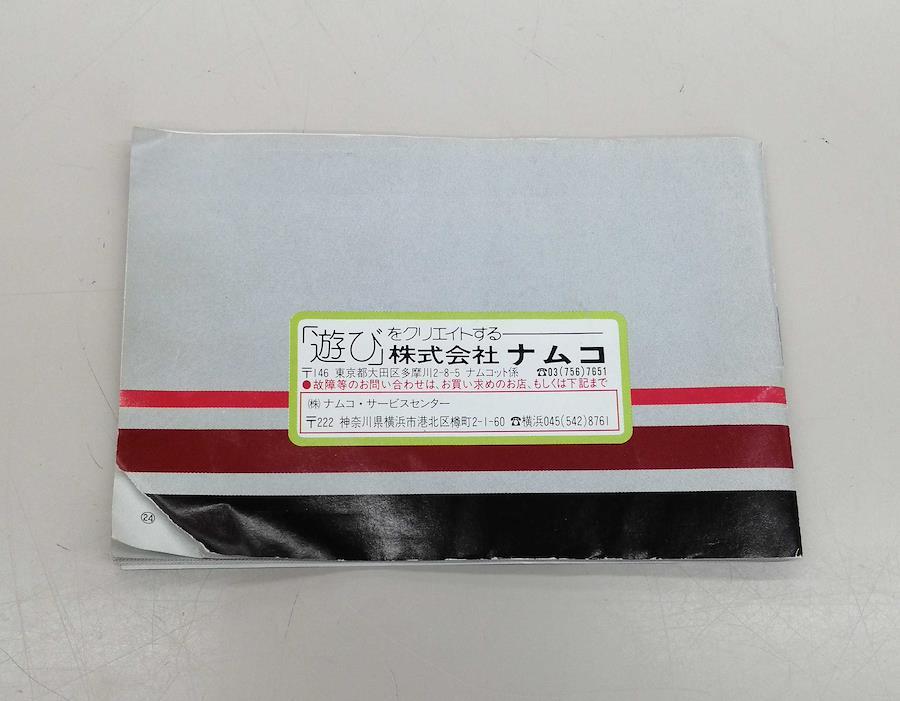 「遊び」をクリエイトする
株式会社 ナムコ
〒146 東京都大田区多摩川2-8-5 ナムコット係 ☎03(756)7651
●故障等のお問い合わせは、お買い求めのお店、もしくは下記まで
㈱ナムコ・サービスセンター
〒222 神奈川県横浜市港北区樽町2-1-60 ☎横浜045(542)8761
㉔